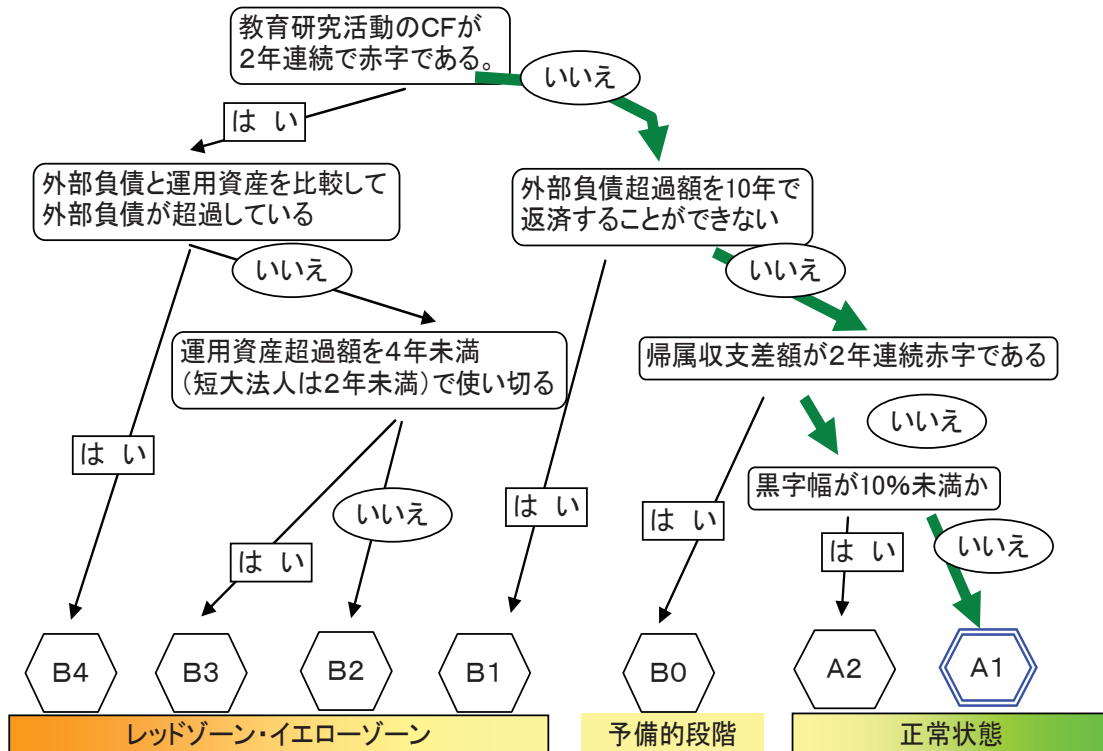 教育研究活動のCFが
2年連続で赤字である。
いいえ
はい
外部負債と運用資産を比較して
外部負債が超過している
外部負債超過額を10年で
返済することができない
いいえ
いいえ
運用資産超過額を4年未満
(短大法人は2年未満)で使い切る
帰属収支差額が2年連続赤字である
いいえ
はい
黒字幅が10%未満か
いいえ
はい
はい
いいえ
はい
はい
B4
B3
B2
B1
B0
A2
A1
レッドゾーン・イエローゾーン
予備的段階
正常状態